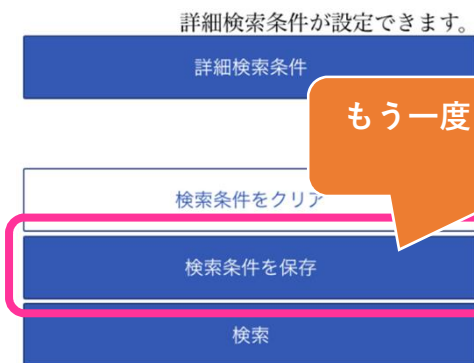 詳細検索条件が設定できます。
詳細検索条件
もう一度
検索条件をクリア
検索条件を保存
検索